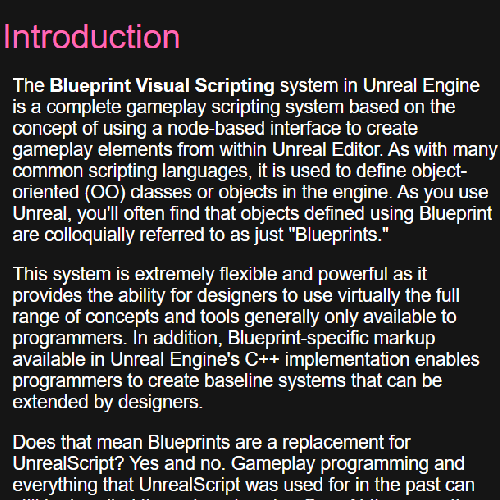 Introduction
The Blueprint Visual Scripting system in Unreal Engine
is a complete gameplay scripting system based on the
concept of using a node-based interface to create
gameplay elements from within Unreal Editor. As with many
common scripting languages, it is used to define object-
oriented (OO) classes or objects in the engine. As you use
Unreal, you'll often find that objects defined using Blueprint
are colloquially referred to as just "Blueprints."
This system is extremely flexible and powerful as it
provides the ability for designers to use virtually the full
range of concepts and tools generally only available to
programmers. In addition, Blueprint-specific markup
available in Unreal Engine's C++ implementation enables
programmers to create baseline systems that can be
extended by designers.
Does that mean Blueprints are a replacement for
UnrealScript? Yes and no. Gameplay programming and
everything that UnrealScript was used for in the past can